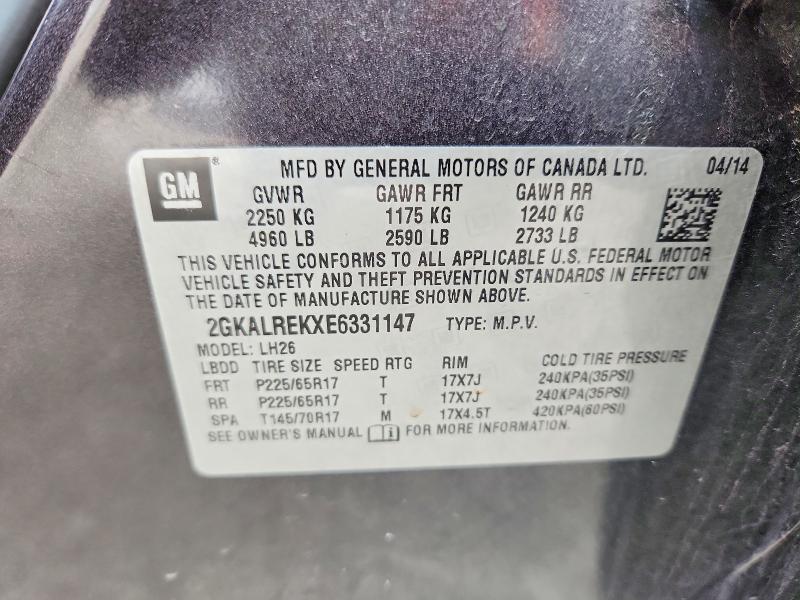 GM® MFD BY GENERAL MOTORS OF CANADA LTD. 04/14
GVWR GAWR FRT GAWR RR
2250 KG 1175 KG 1240 KG
4960 LB 2590 LB 2733 LB
THIS VEHICLE CONFORMS TO ALL APPLICABLE U.S. FEDERAL MOTOR
VEHICLE SAFETY AND THEFT PREVENTION STANDARDS IN EFFECT ON
THE DATE OF MANUFACTURE SHOWN ABOVE.
2GKALREKXE6331147 TYPE: M.P.V.
MODEL: LH26
LBDD TIRE SIZE SPEED RTG RIM COLD TIRE PRESSURE
FRT P225/65R17 T 17X7J 240KPA(35PSI)
RR P225/65R17 T 17X7J 240KPA(35PSI)
SPA T145/70R17 M 17X4.5T 420KPA(60PSI)
SEE OWNER'S MANUAL i FOR MORE INFORMATION.